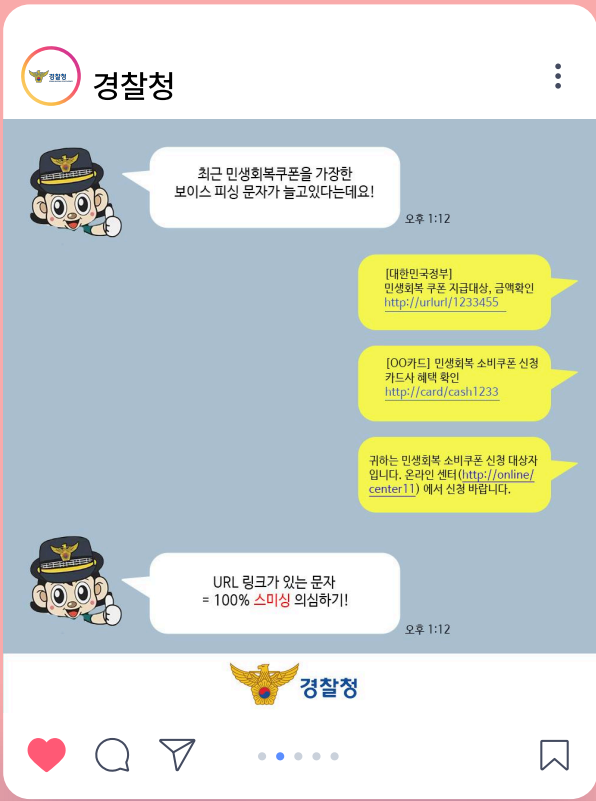 경찰청
경찰청
최근 민생회복쿠폰을 가장한
보이스 피싱 문자가 늘고있다는데요!
오후 1:12
[대한민국정부]
민생회복 쿠폰 지급대상, 금액확인
http://urlurl/1233455
[OO카드] 민생회복 소비쿠폰 신청
카드사 혜택 확인
http://card/cash1233
귀하는 민생회복 소비쿠폰 신청 대상자
입니다. 온라인 센터(http://online/
center11) 에서 신청 바랍니다.
URL 링크가 있는 문자
= 100% 스미싱 의심하기!
오후 1:12
경찰청